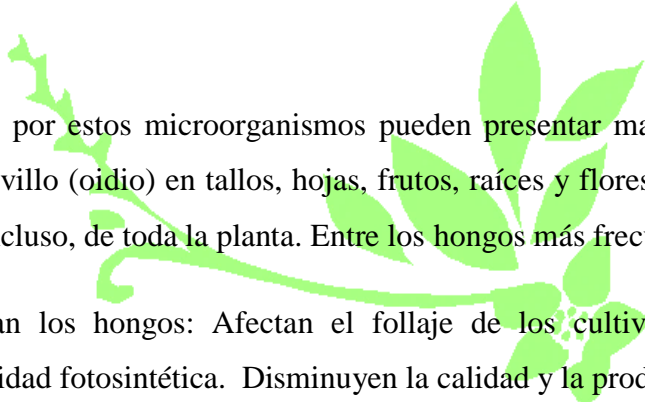 por estos microorganismos pueden presentar ma
villo (oidio) en tallos, hojas, frutos, raíces y flores
cluso, de toda la planta. Entre los hongos más frecu
an los hongos: Afectan el follaje de los cultiv
idad fotosintética. Disminuyen la calidad y la prod